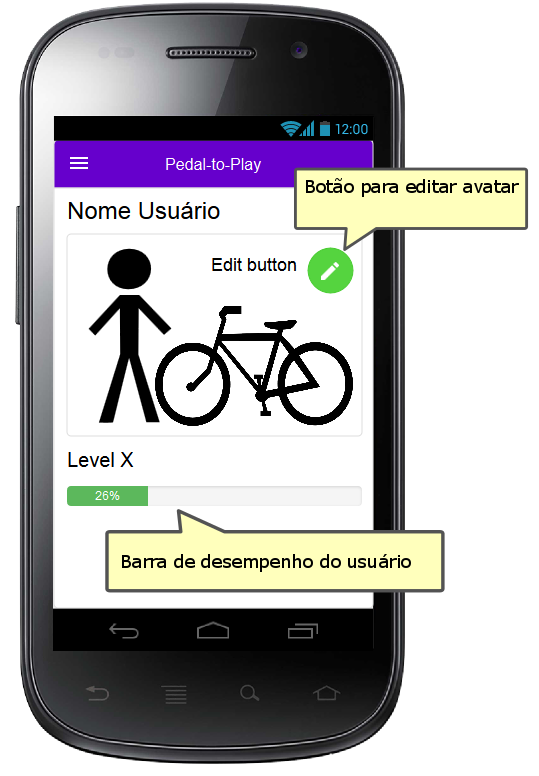 12:00
Pedal-to-Play
Botão para editar avatar
Nome Usuário
Edit button
Level X
26%
Barra de desempenho do usuário